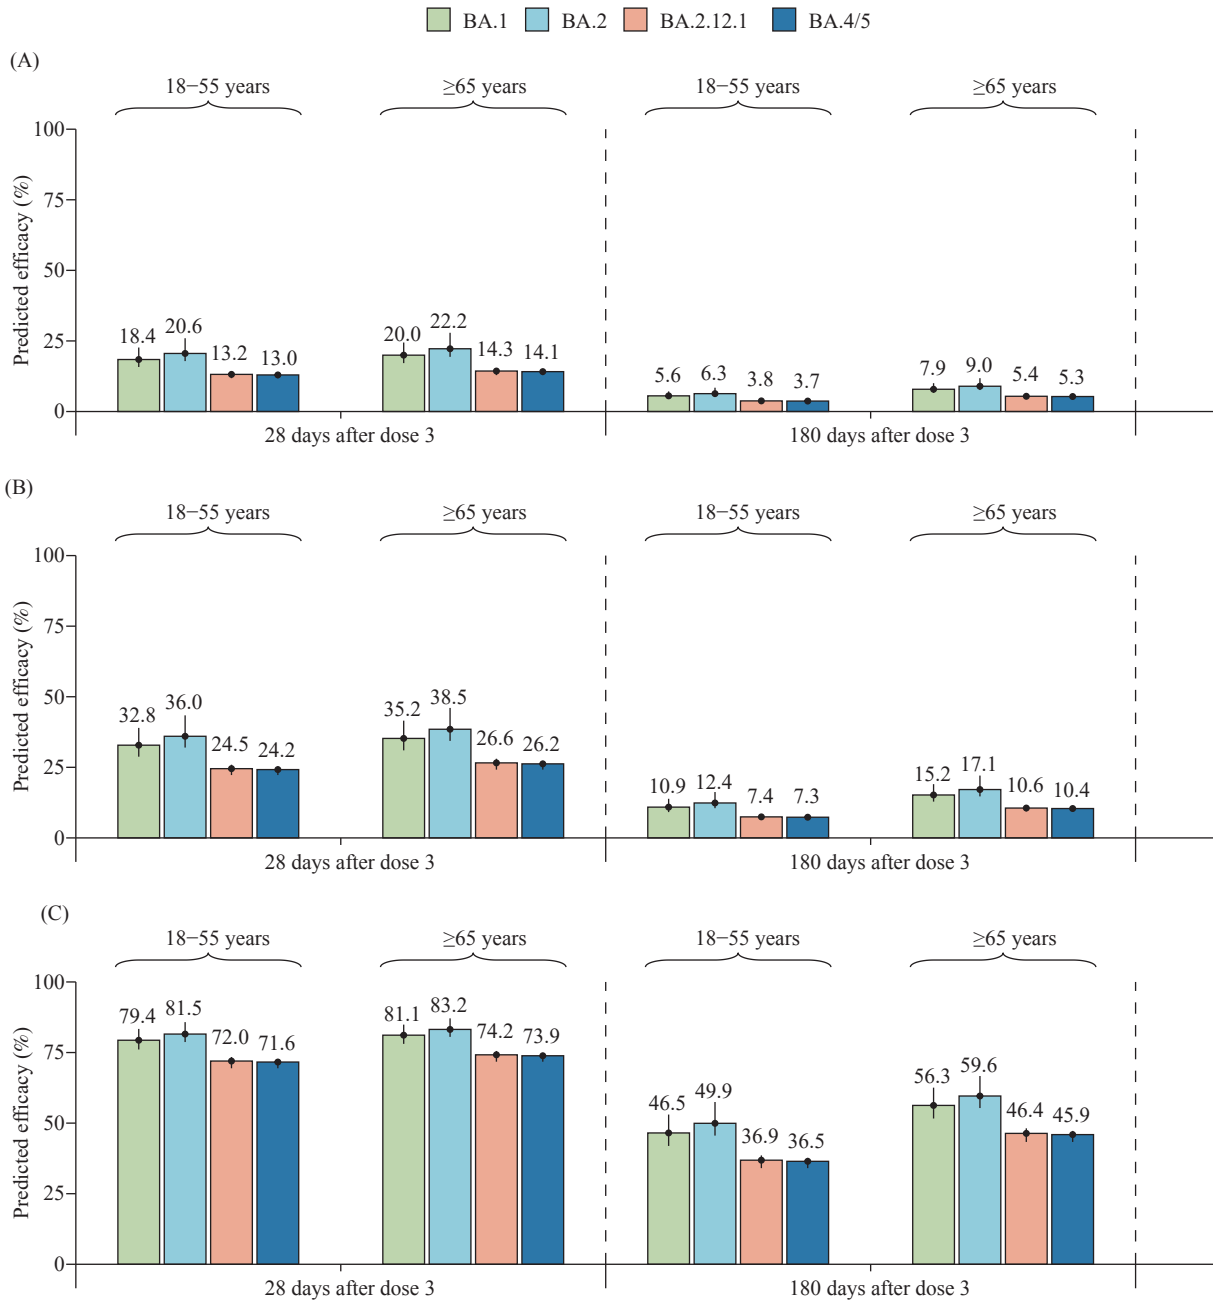 BA.1 BA.2 BA.2.12.1 BA.4/5
(A)
18−55 years ≥65 years 18−55 years ≥65 years
Predicted efficacy (%)
100
75
50
25
0
18.4 20.6 13.2 13.0 20.0 22.2 14.3 14.1 5.6 6.3 3.8 3.7 7.9 9.0 5.4 5.3
28 days after dose 3 180 days after dose 3
(B)
18−55 years ≥65 years 18−55 years ≥65 years
Predicted efficacy (%)
100
75
50
25
0
32.8 36.0 24.5 24.2 35.2 38.5 26.6 26.2 10.9 12.4 7.4 7.3 15.2 17.1 10.6 10.4
28 days after dose 3 180 days after dose 3
(C)
18−55 years ≥65 years 18−55 years ≥65 years
Predicted efficacy (%)
100
75
50
25
0
79.4 81.5 72.0 71.6 81.1 83.2 74.2 73.9 46.5 49.9 36.9 36.5 56.3 59.6 46.4 45.9
28 days after dose 3 180 days after dose 3